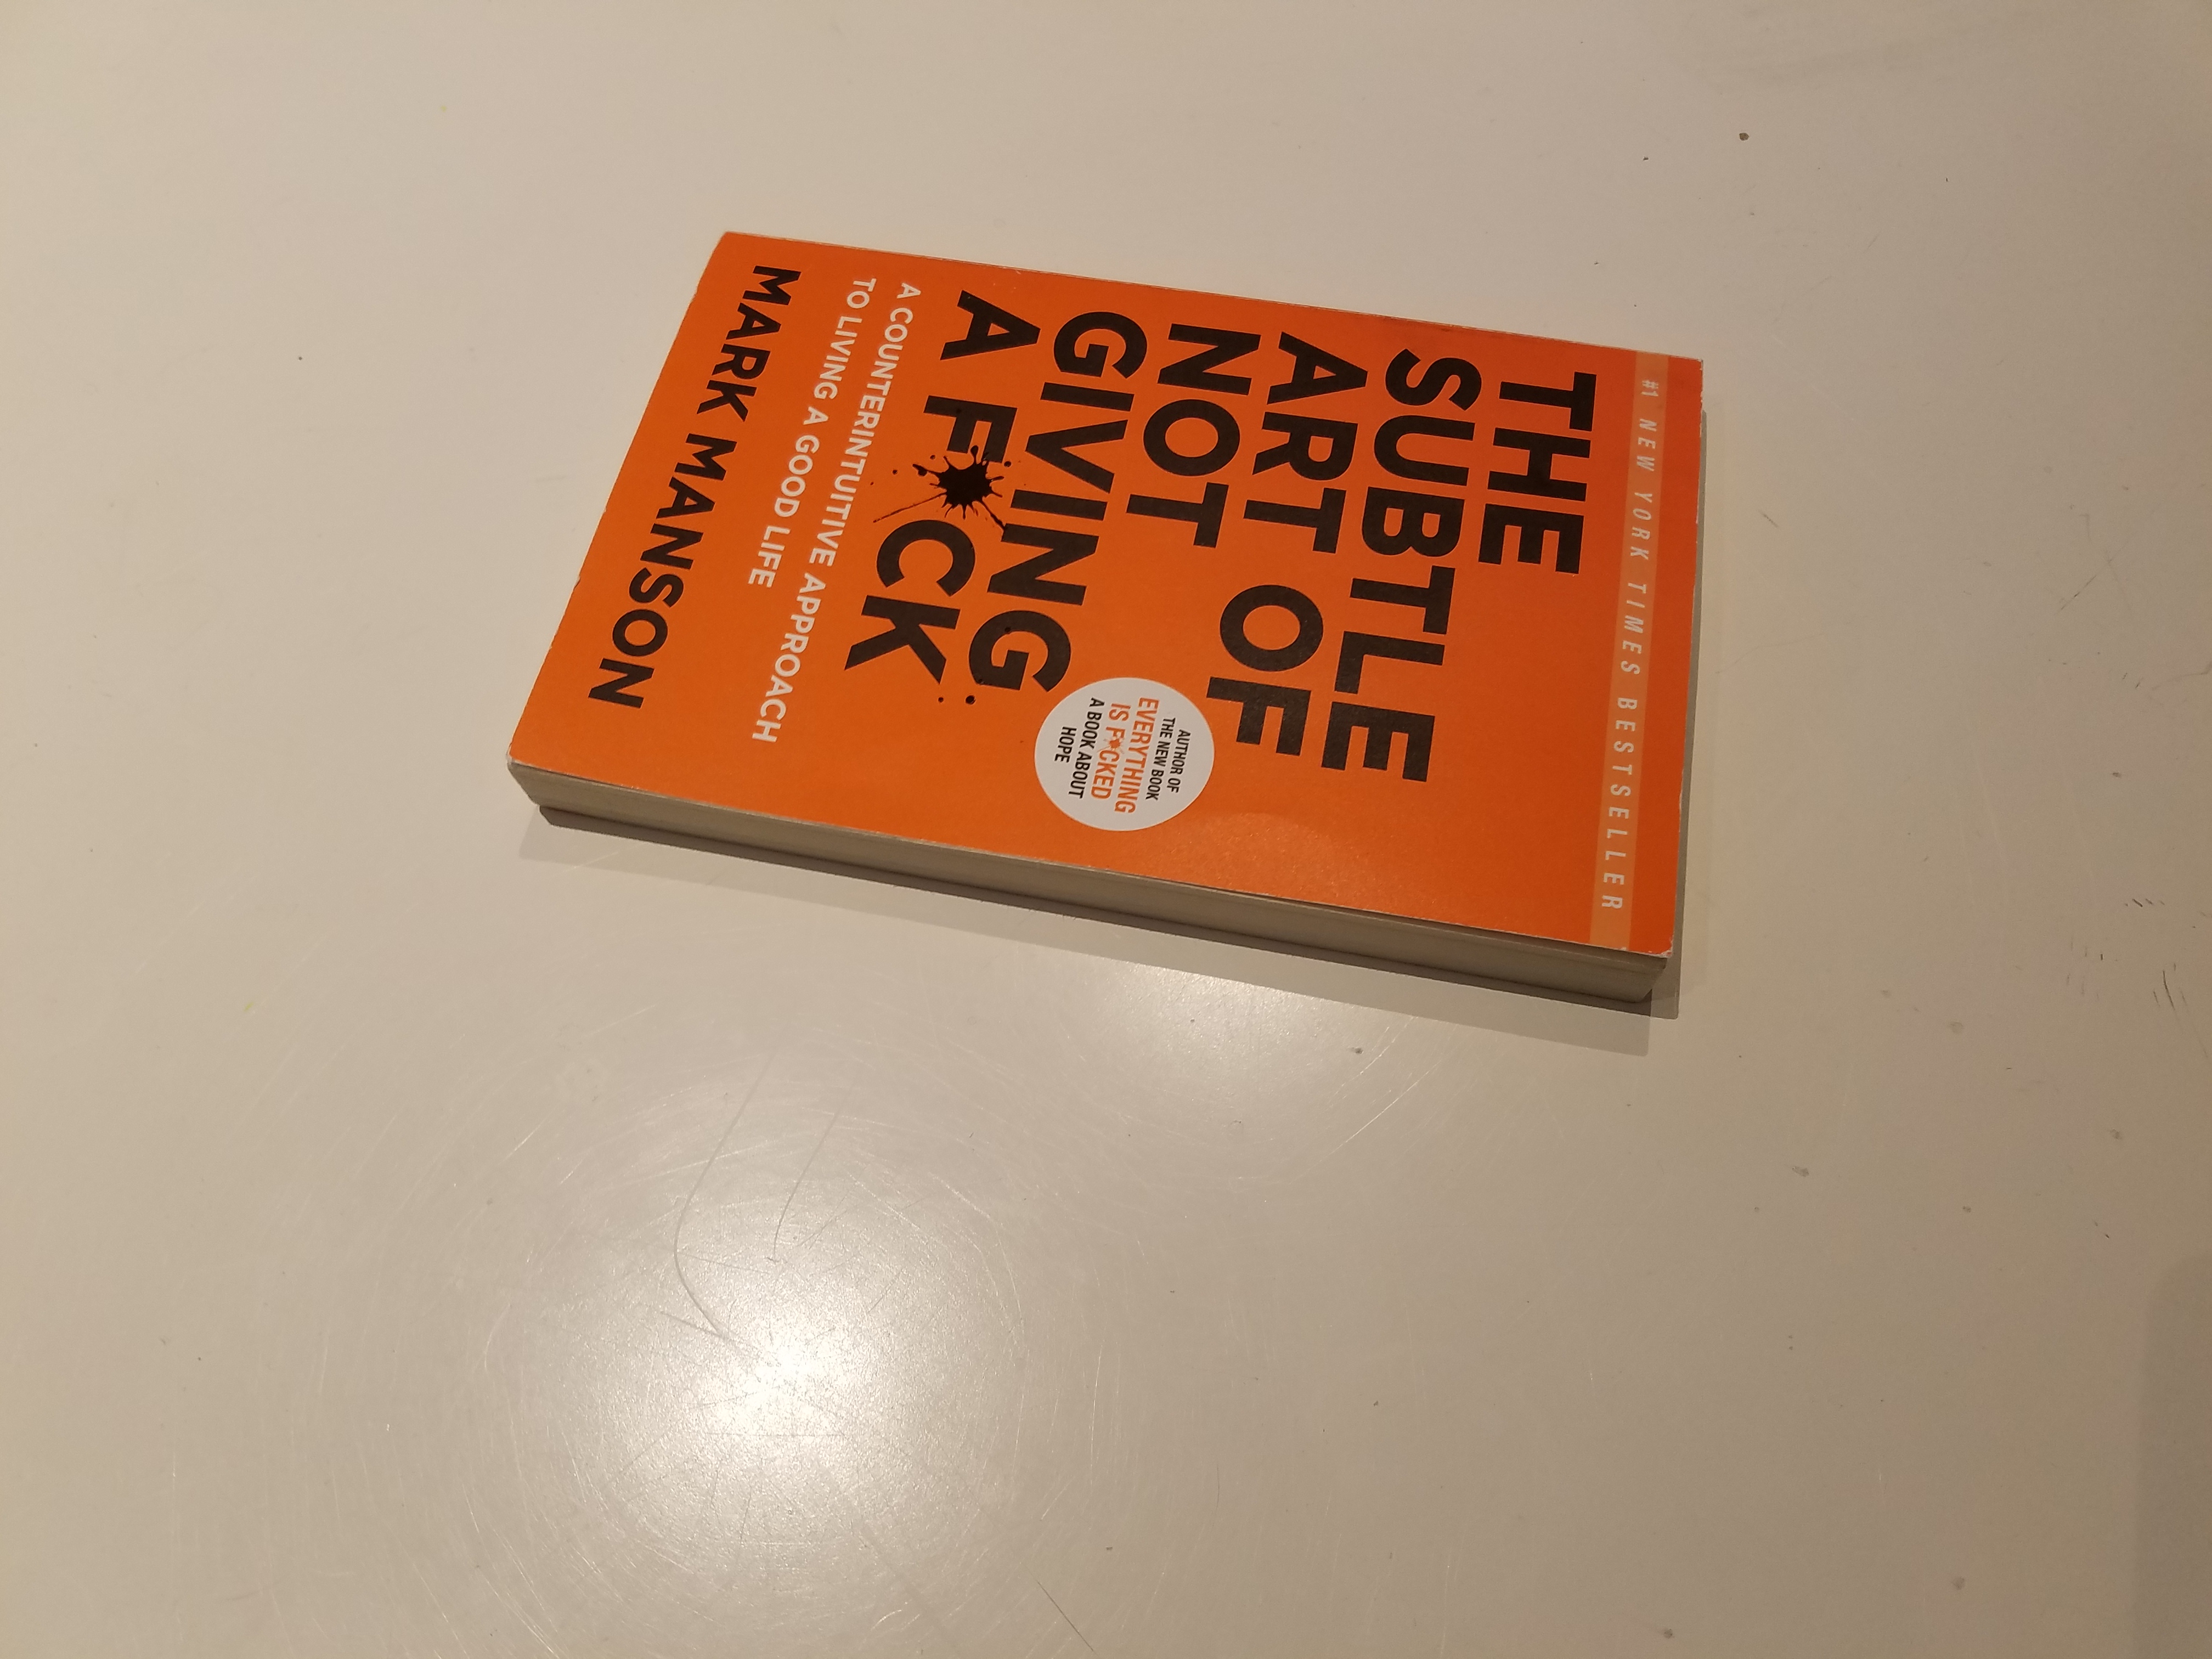 #1 NEW YORK TIMES BESTSELLER
THE
SUBTLE
ART OF
NOT
GIVING
A F*CK
AUTHOR OF
THE NEW BOOK
EVERYTHING
IS F*CKED
A BOOK ABOUT
HOPE
A COUNTERINTUITIVE APPROACH
TO LIVING A GOOD LIFE
MARK MANSON